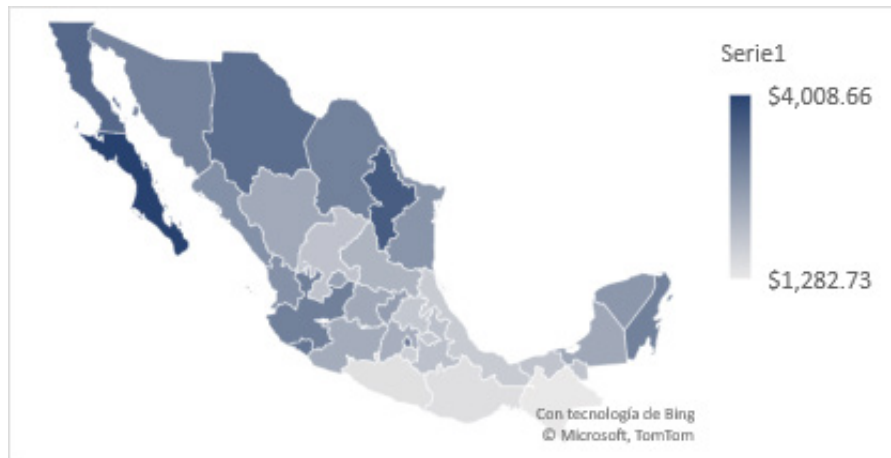 Serie1
$4,008.66
$1,282.73
Con tecnología de Bing
© Microsoft, TomTom